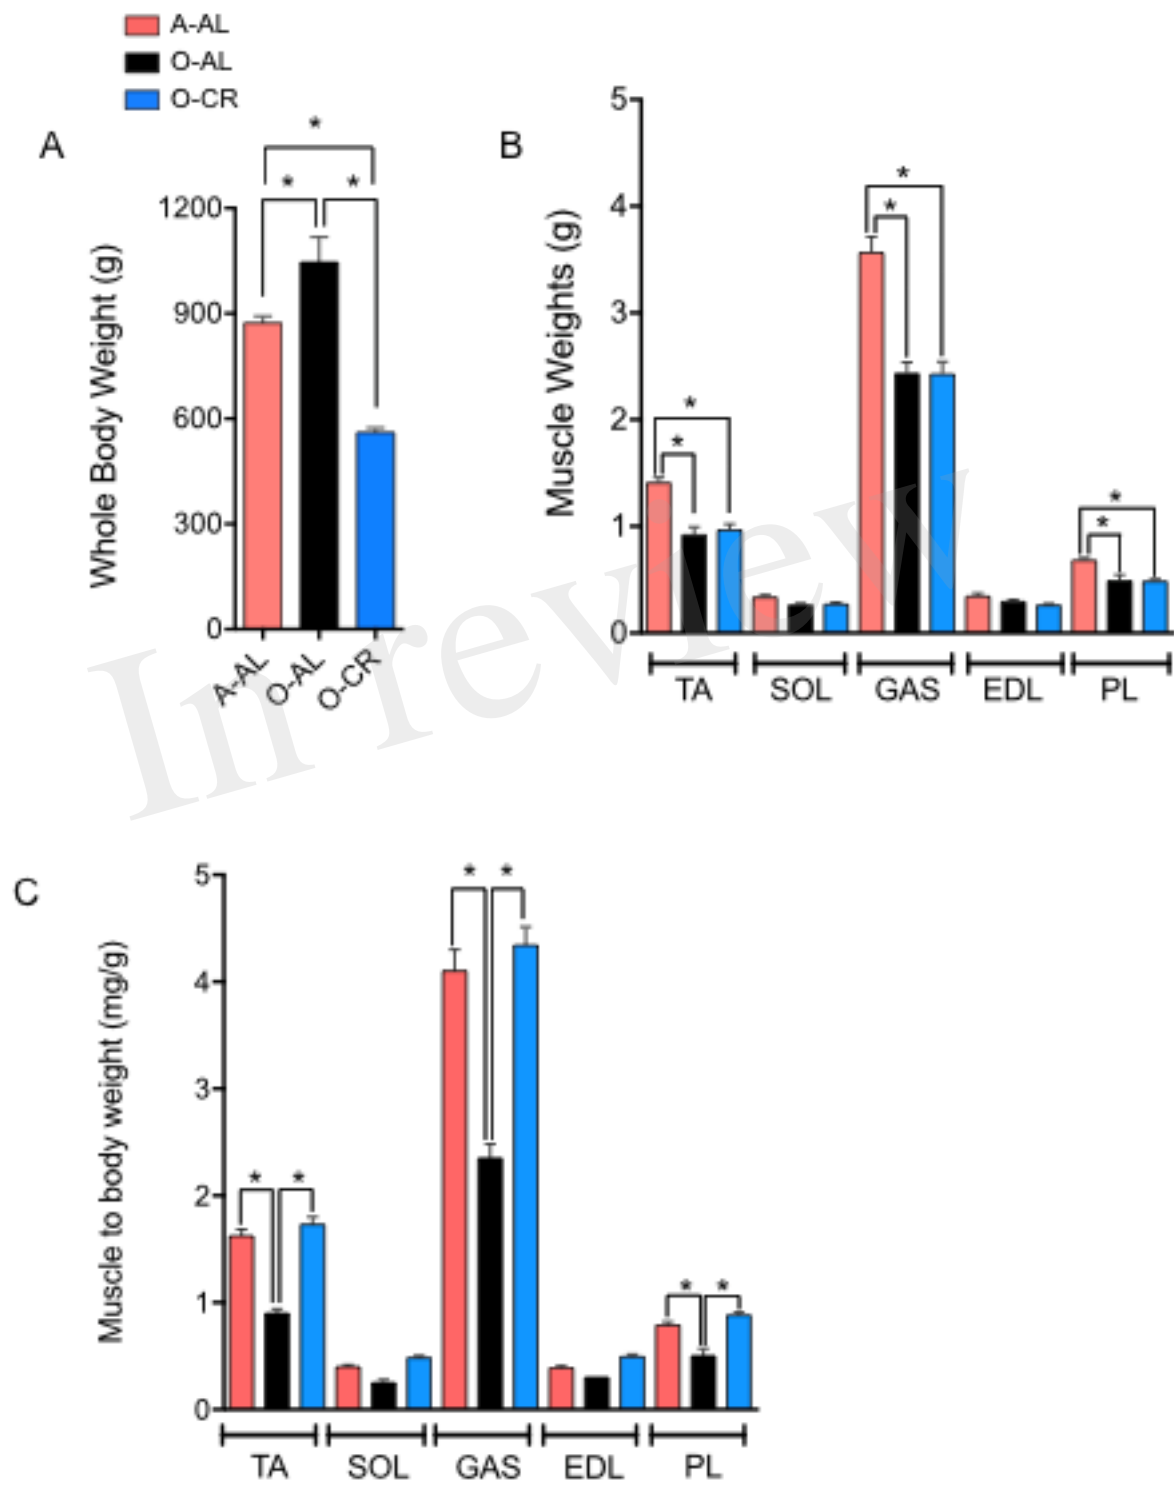 A-AL
O-AL
O-CR
A
*
* *
1200
900
600
300
0
Whole Body Weight (g)
A-AL O-AL O-CR
B
5
4
3
2
1
0
Muscle Weights (g)
*
*
*
*
*
*
TA SOL GAS EDL PL
In review
C
5
4
3
2
1
0
Muscle to body weight (mg/g)
* *
* *
* *
TA SOL GAS EDL PL